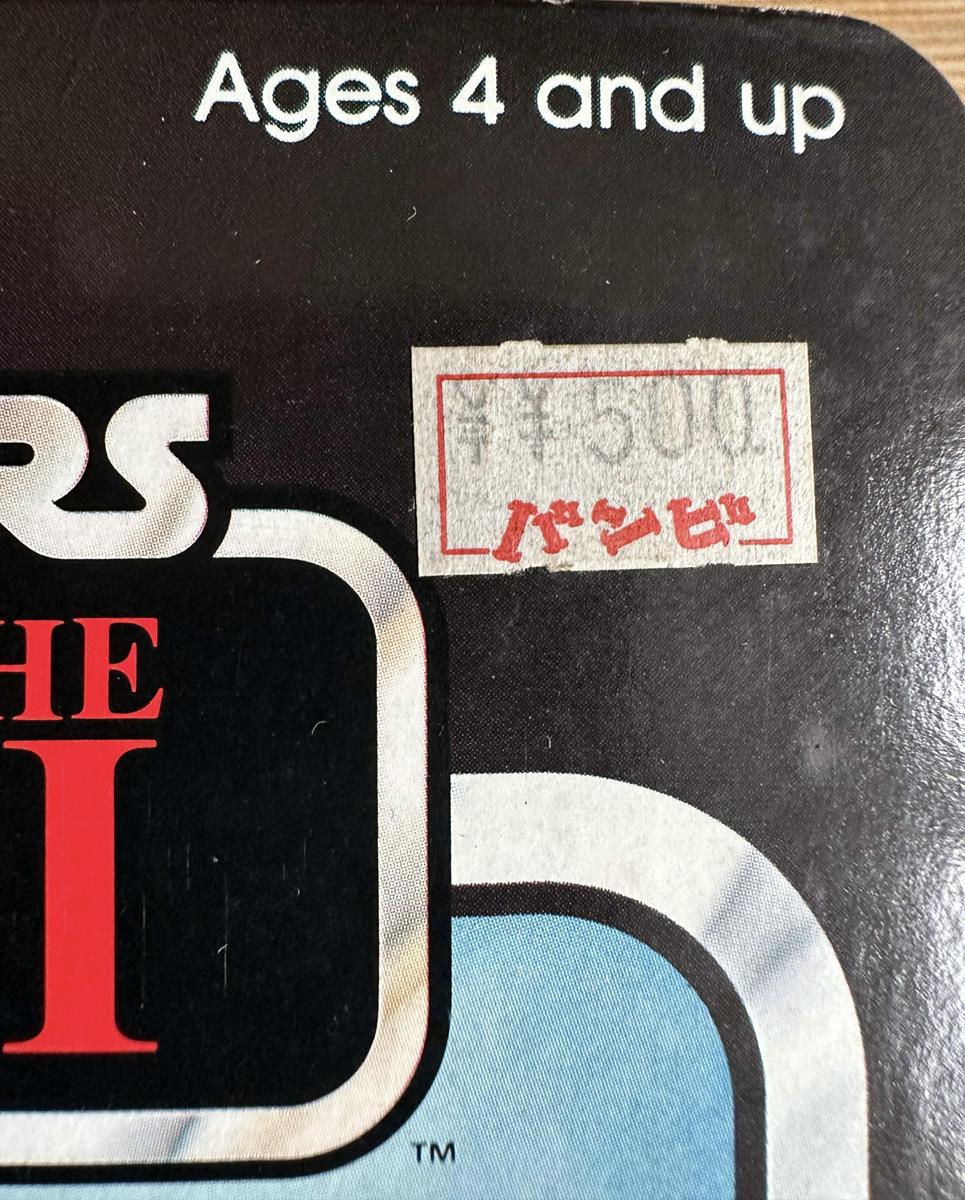 Ages 4 and up
¥¥500
バンビ
RS
HE
I
TM